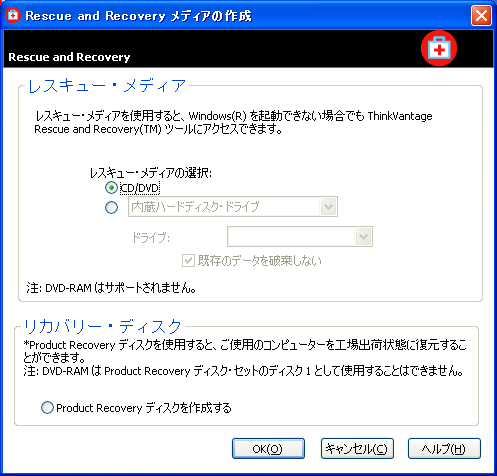 Rescue and Recovery メディアの作成
Rescue and Recovery
レスキュー・メディア
レスキュー・メディアを使用すると、Windows(R) を起動できない場合でも ThinkVantage
Rescue and Recovery(TM) ツールにアクセスできます。
レスキュー・メディアの選択:
CD/DVD
内蔵ハードディスク・ドライブ
ドライブ:
既存のデータを破棄しない
注: DVD-RAM はサポートされません。
リカバリー・ディスク
*Product Recovery ディスクを使用すると、ご使用のコンピューターを工場出荷状態に復元するこ
とができます。
注: DVD-RAM は Product Recovery ディスク・セットのディスク 1 として使用することはできません。
Product Recovery ディスクを作成する
OK(O)
キャンセル(C)
ヘルプ(H)